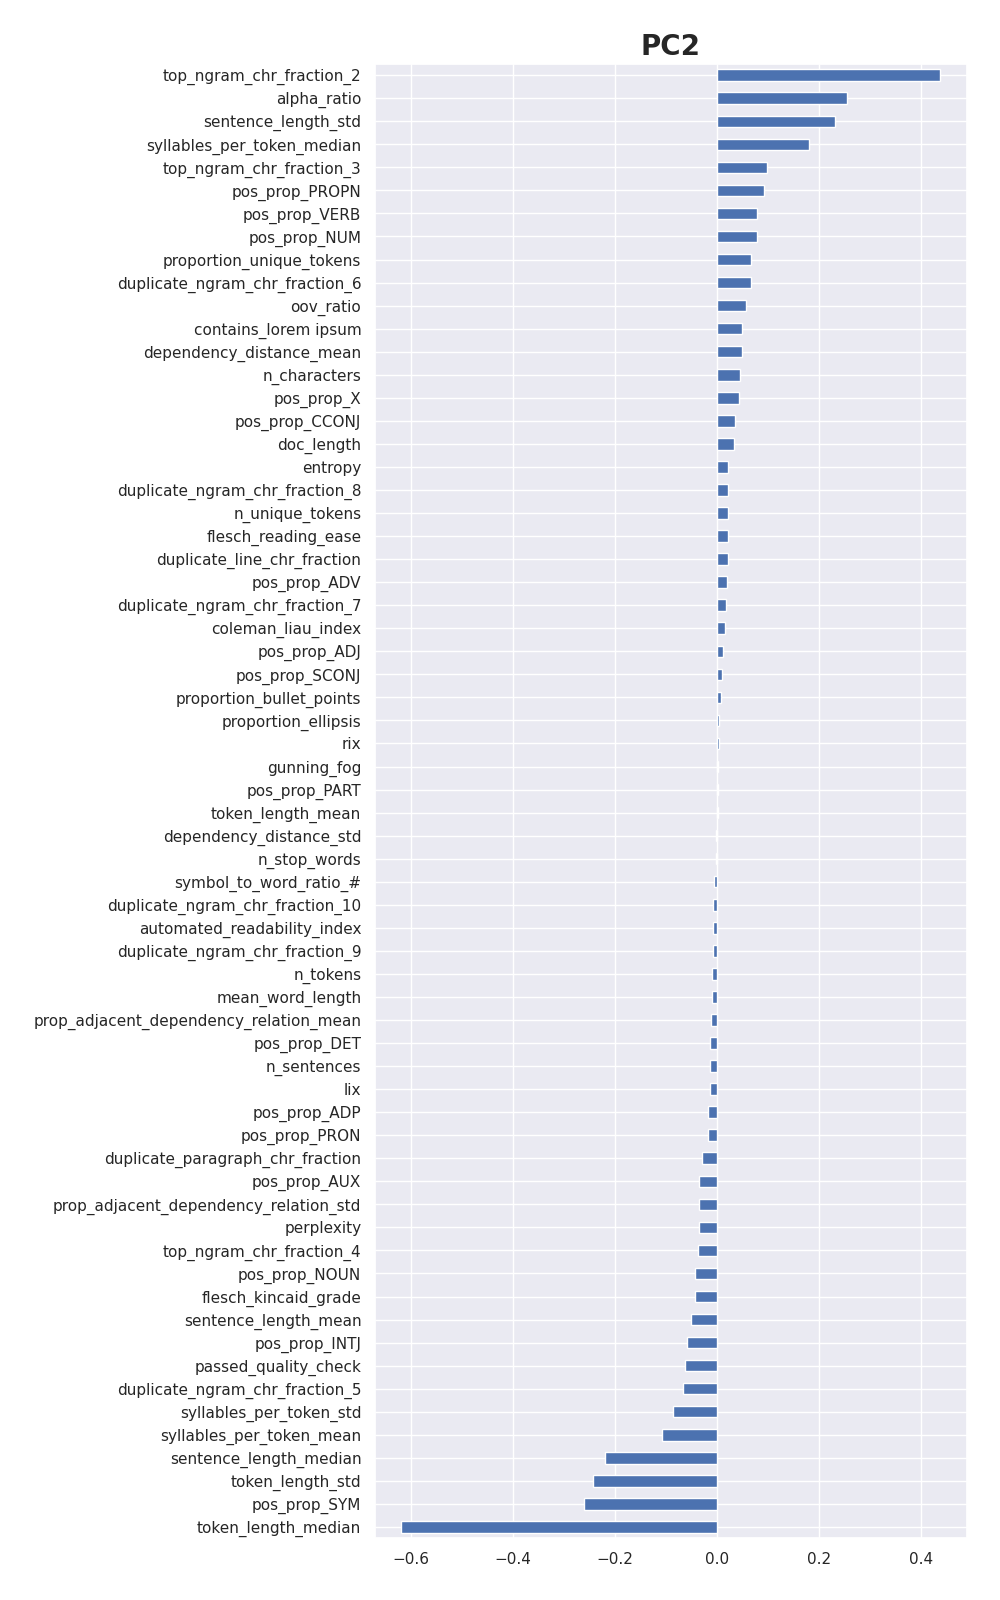 PC2
top_ngram_chr_fraction_2
alpha_ratio
sentence_length_std
syllables_per_token_median
top_ngram_chr_fraction_3
pos_prop_PROPN
pos_prop_VERB
pos_prop_NUM
proportion_unique_tokens
duplicate_ngram_chr_fraction_6
oov_ratio
contains_lorem ipsum
dependency_distance_mean
n_characters
pos_prop_X
pos_prop_CCONJ
doc_length
entropy
duplicate_ngram_chr_fraction_8
n_unique_tokens
flesch_reading_ease
duplicate_line_chr_fraction
pos_prop_ADV
duplicate_ngram_chr_fraction_7
coleman_liau_index
pos_prop_ADJ
pos_prop_SCONJ
proportion_bullet_points
proportion_ellipsis
rix
gunning_fog
pos_prop_PART
token_length_mean
dependency_distance_std
n_stop_words
symbol_to_word_ratio_#
duplicate_ngram_chr_fraction_10
automated_readability_index
duplicate_ngram_chr_fraction_9
n_tokens
mean_word_length
prop_adjacent_dependency_relation_mean
pos_prop_DET
n_sentences
lix
pos_prop_ADP
pos_prop_PRON
duplicate_paragraph_chr_fraction
pos_prop_AUX
prop_adjacent_dependency_relation_std
perplexity
top_ngram_chr_fraction_4
pos_prop_NOUN
flesch_kincaid_grade
sentence_length_mean
pos_prop_INTJ
passed_quality_check
duplicate_ngram_chr_fraction_5
syllables_per_token_std
syllables_per_token_mean
sentence_length_median
token_length_std
pos_prop_SYM
token_length_median
−0.6 −0.4 −0.2 0.0 0.2 0.4